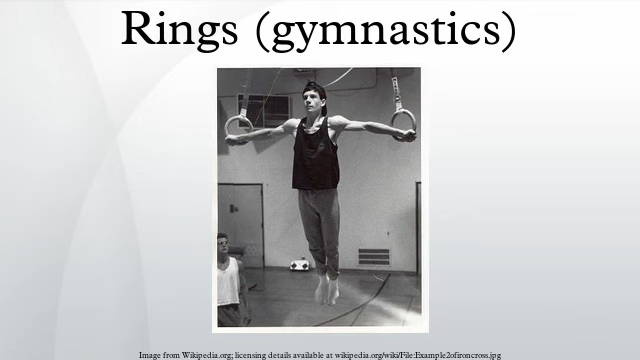 Rings (gymnastics)
Image from Wikipedia.org; licensing details available at wikipedia.org/wiki/File:Example2ofironcross.jpg